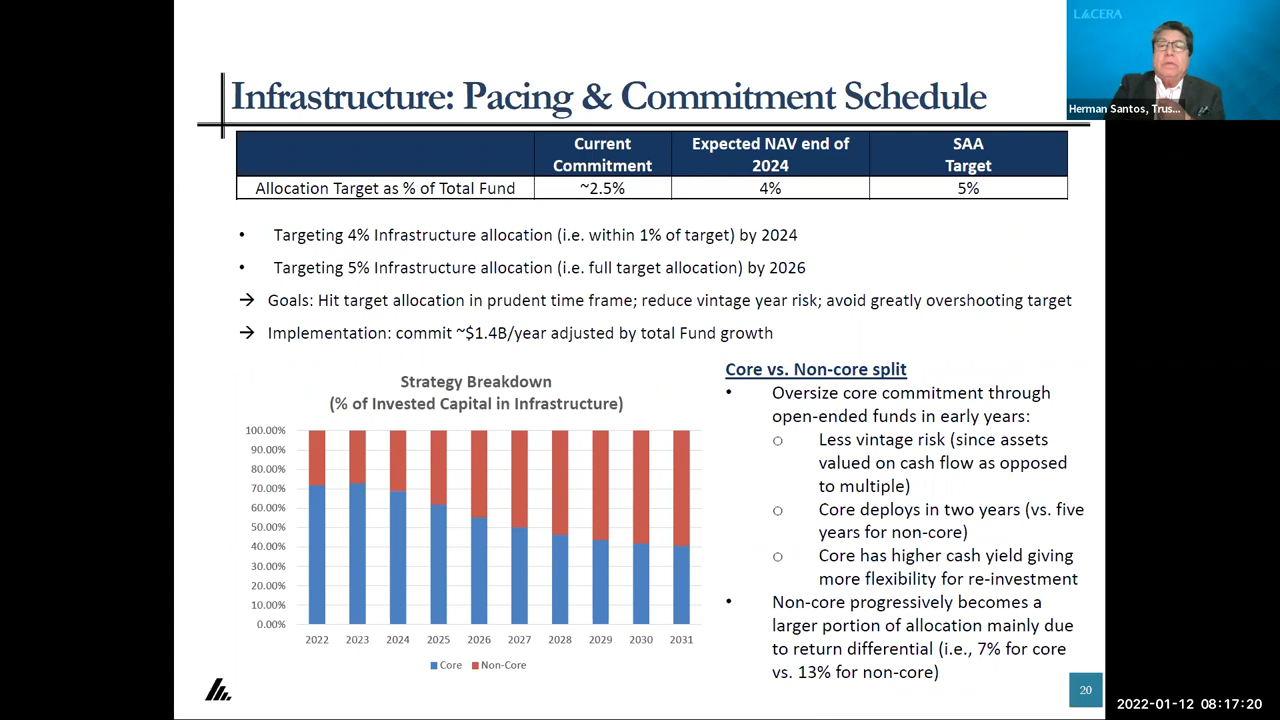 LACERA
Herman Santos, Trus...
Infrastructure: Pacing & Commitment Schedule
Current
Commitment
Expected NAV end of
2024
SAA
Target
Allocation Target as % of Total Fund
~2.5%
4%
5%
• Targeting 4% Infrastructure allocation (i.e. within 1% of target) by 2024
• Targeting 5% Infrastructure allocation (i.e. full target allocation) by 2026
→ Goals: Hit target allocation in prudent time frame; reduce vintage year risk; avoid greatly overshooting target
→ Implementation: commit ~$1.4B/year adjusted by total Fund growth
Strategy Breakdown
(% of Invested Capital in Infrastructure)
100.00%
90.00%
80.00%
70.00%
60.00%
50.00%
40.00%
30.00%
20.00%
10.00%
0.00%
2022 2023 2024 2025 2026 2027 2028 2029 2030 2031
Core Non-Core
Core vs. Non-core split
• Oversize core commitment through
open-ended funds in early years:
○ Less vintage risk (since assets
valued on cash flow as opposed
to multiple)
○ Core deploys in two years (vs. five
years for non-core)
○ Core has higher cash yield giving
more flexibility for re-investment
• Non-core progressively becomes a
larger portion of allocation mainly due
to return differential (i.e., 7% for core
vs. 13% for non-core)
20
2022-01-12 08:17:20